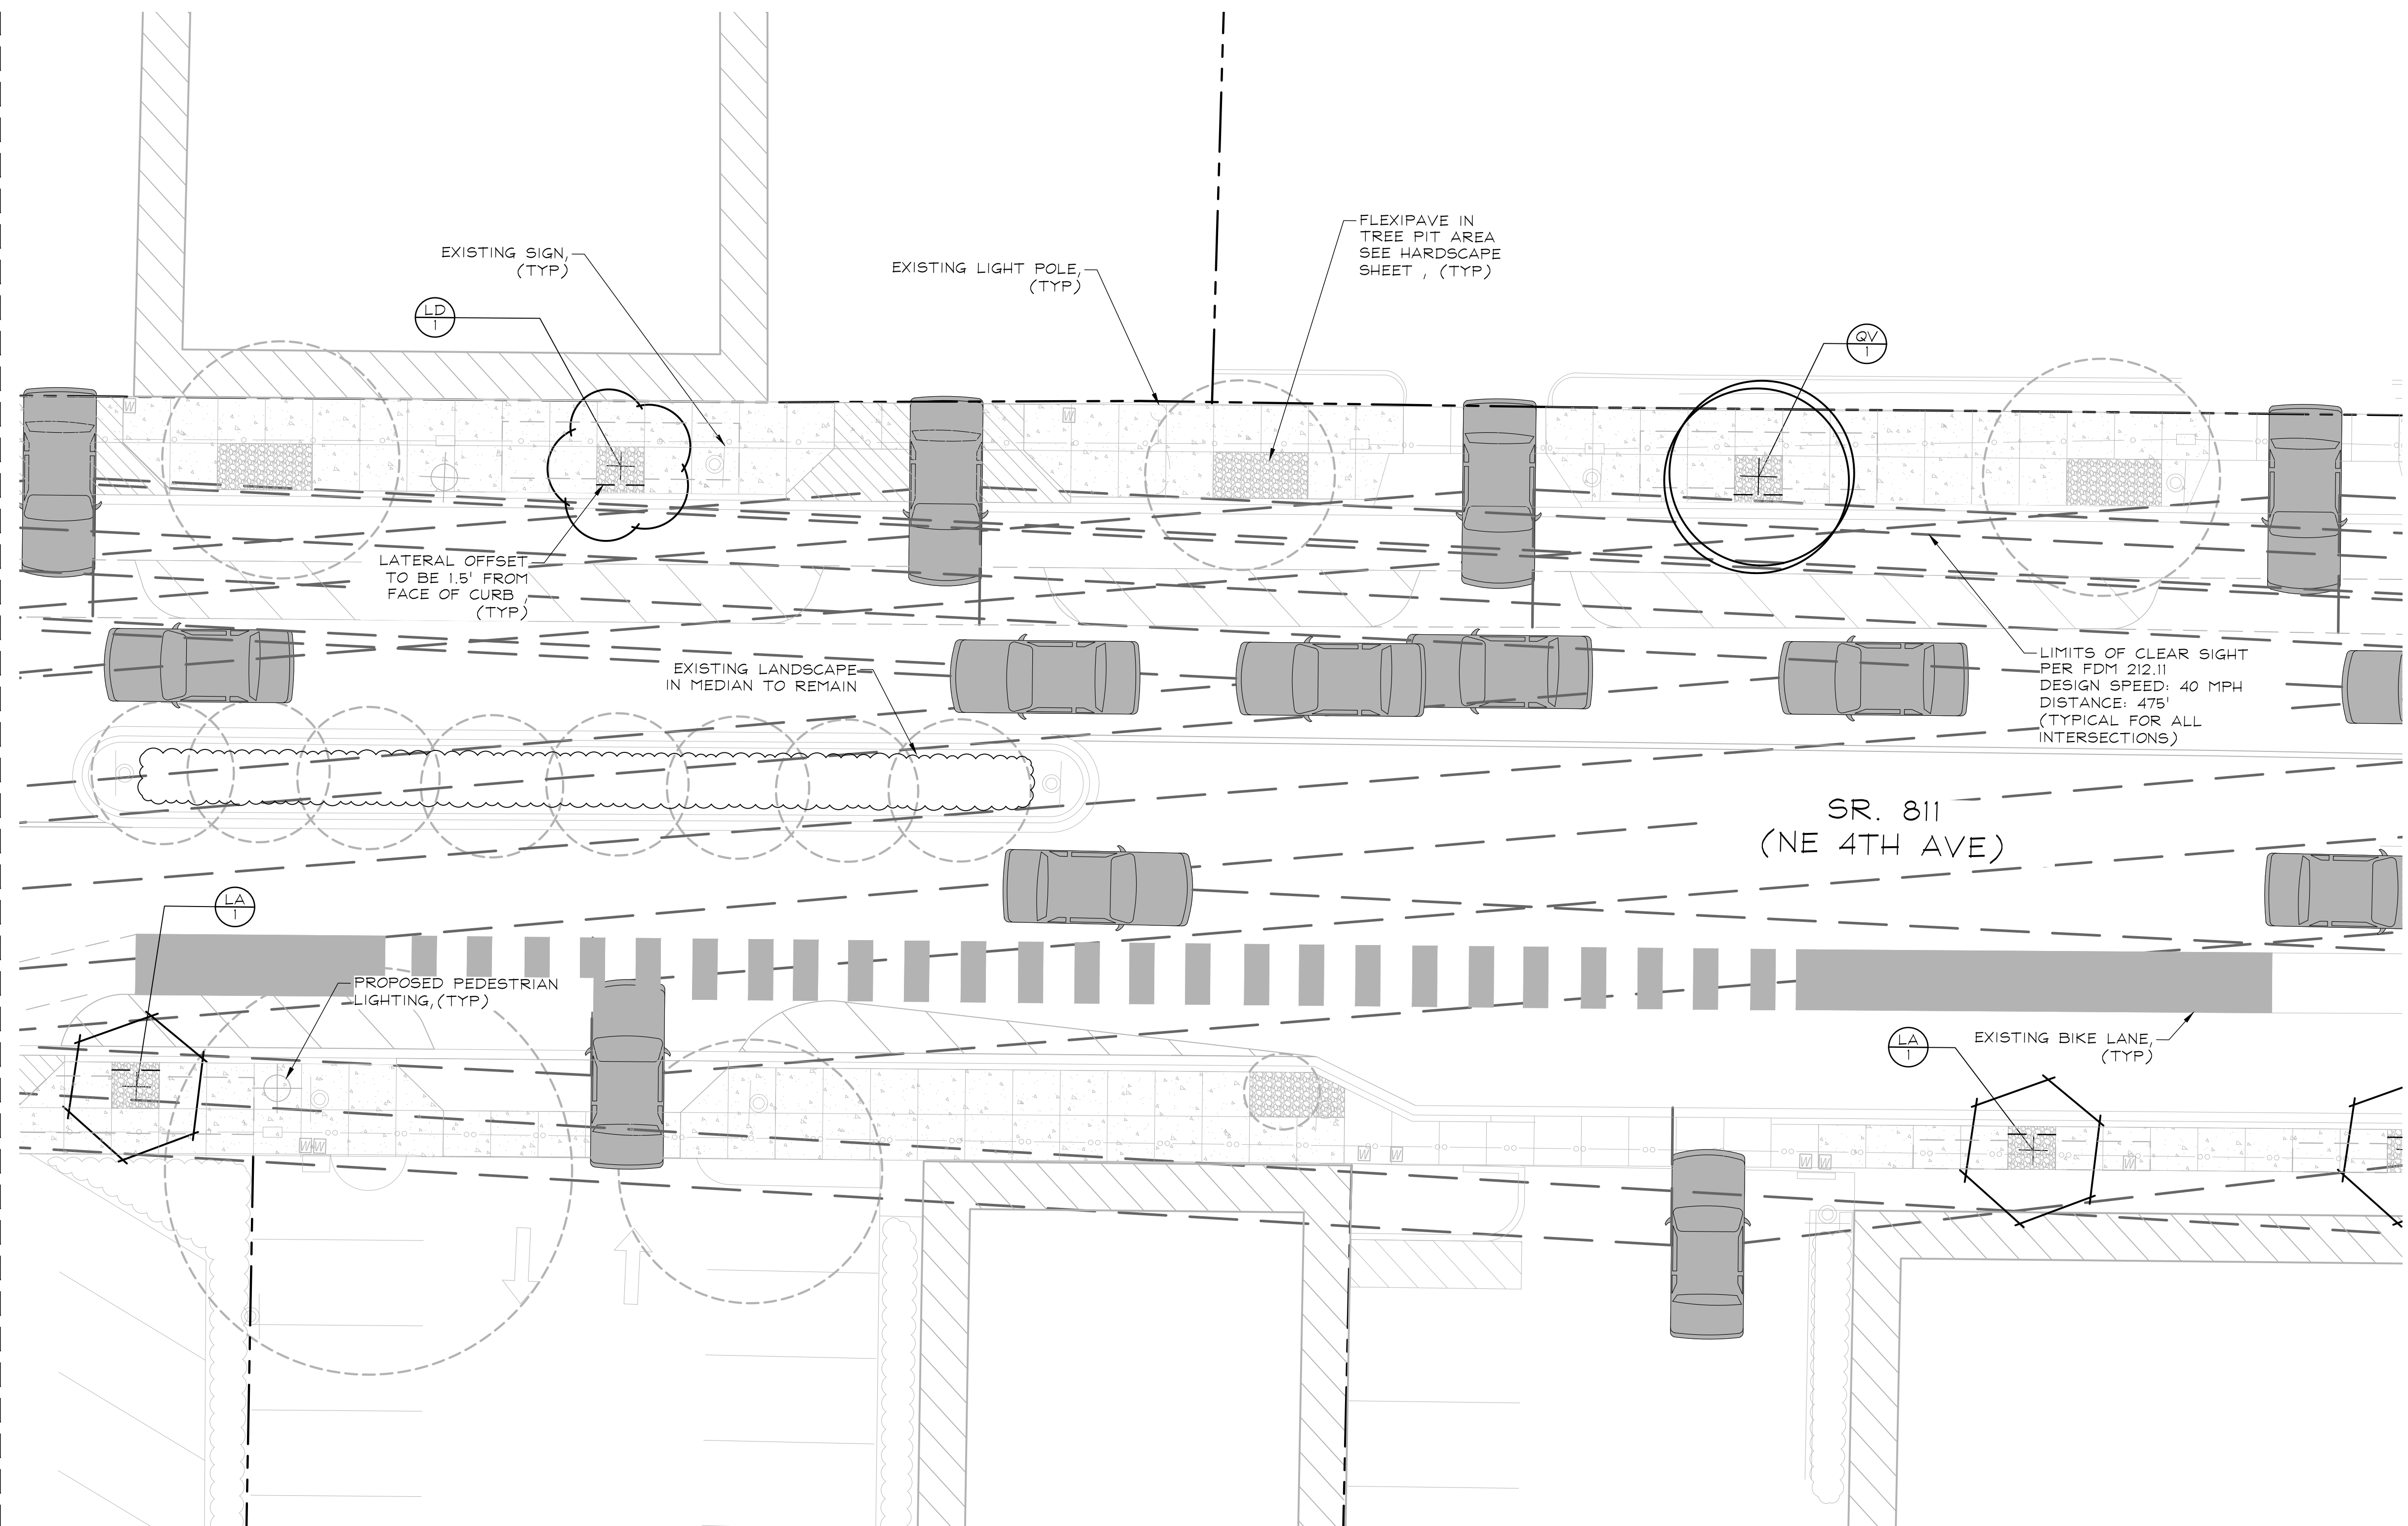 FLEXIPAVE IN
TREE PIT AREA
SEE HARDSCAPE
SHEET , (TYP)
EXISTING SIGN,
(TYP)
EXISTING LIGHT POLE,
(TYP)
LD
1
QV
1
W
W
LATERAL OFFSET
TO BE 1.5' FROM
FACE OF CURB ,
(TYP)
EXISTING LANDSCAPE
IN MEDIAN TO REMAIN
LIMITS OF CLEAR SIGHT
PER FDM 212.11
DESIGN SPEED: 40 MPH
DISTANCE: 475'
(TYPICAL FOR ALL
INTERSECTIONS)
SR. 811
(NE 4TH AVE)
LA
1
PROPOSED PEDESTRIAN
LIGHTING,(TYP)
LA
1
EXISTING BIKE LANE,
(TYP)
W W
W W
W W
W